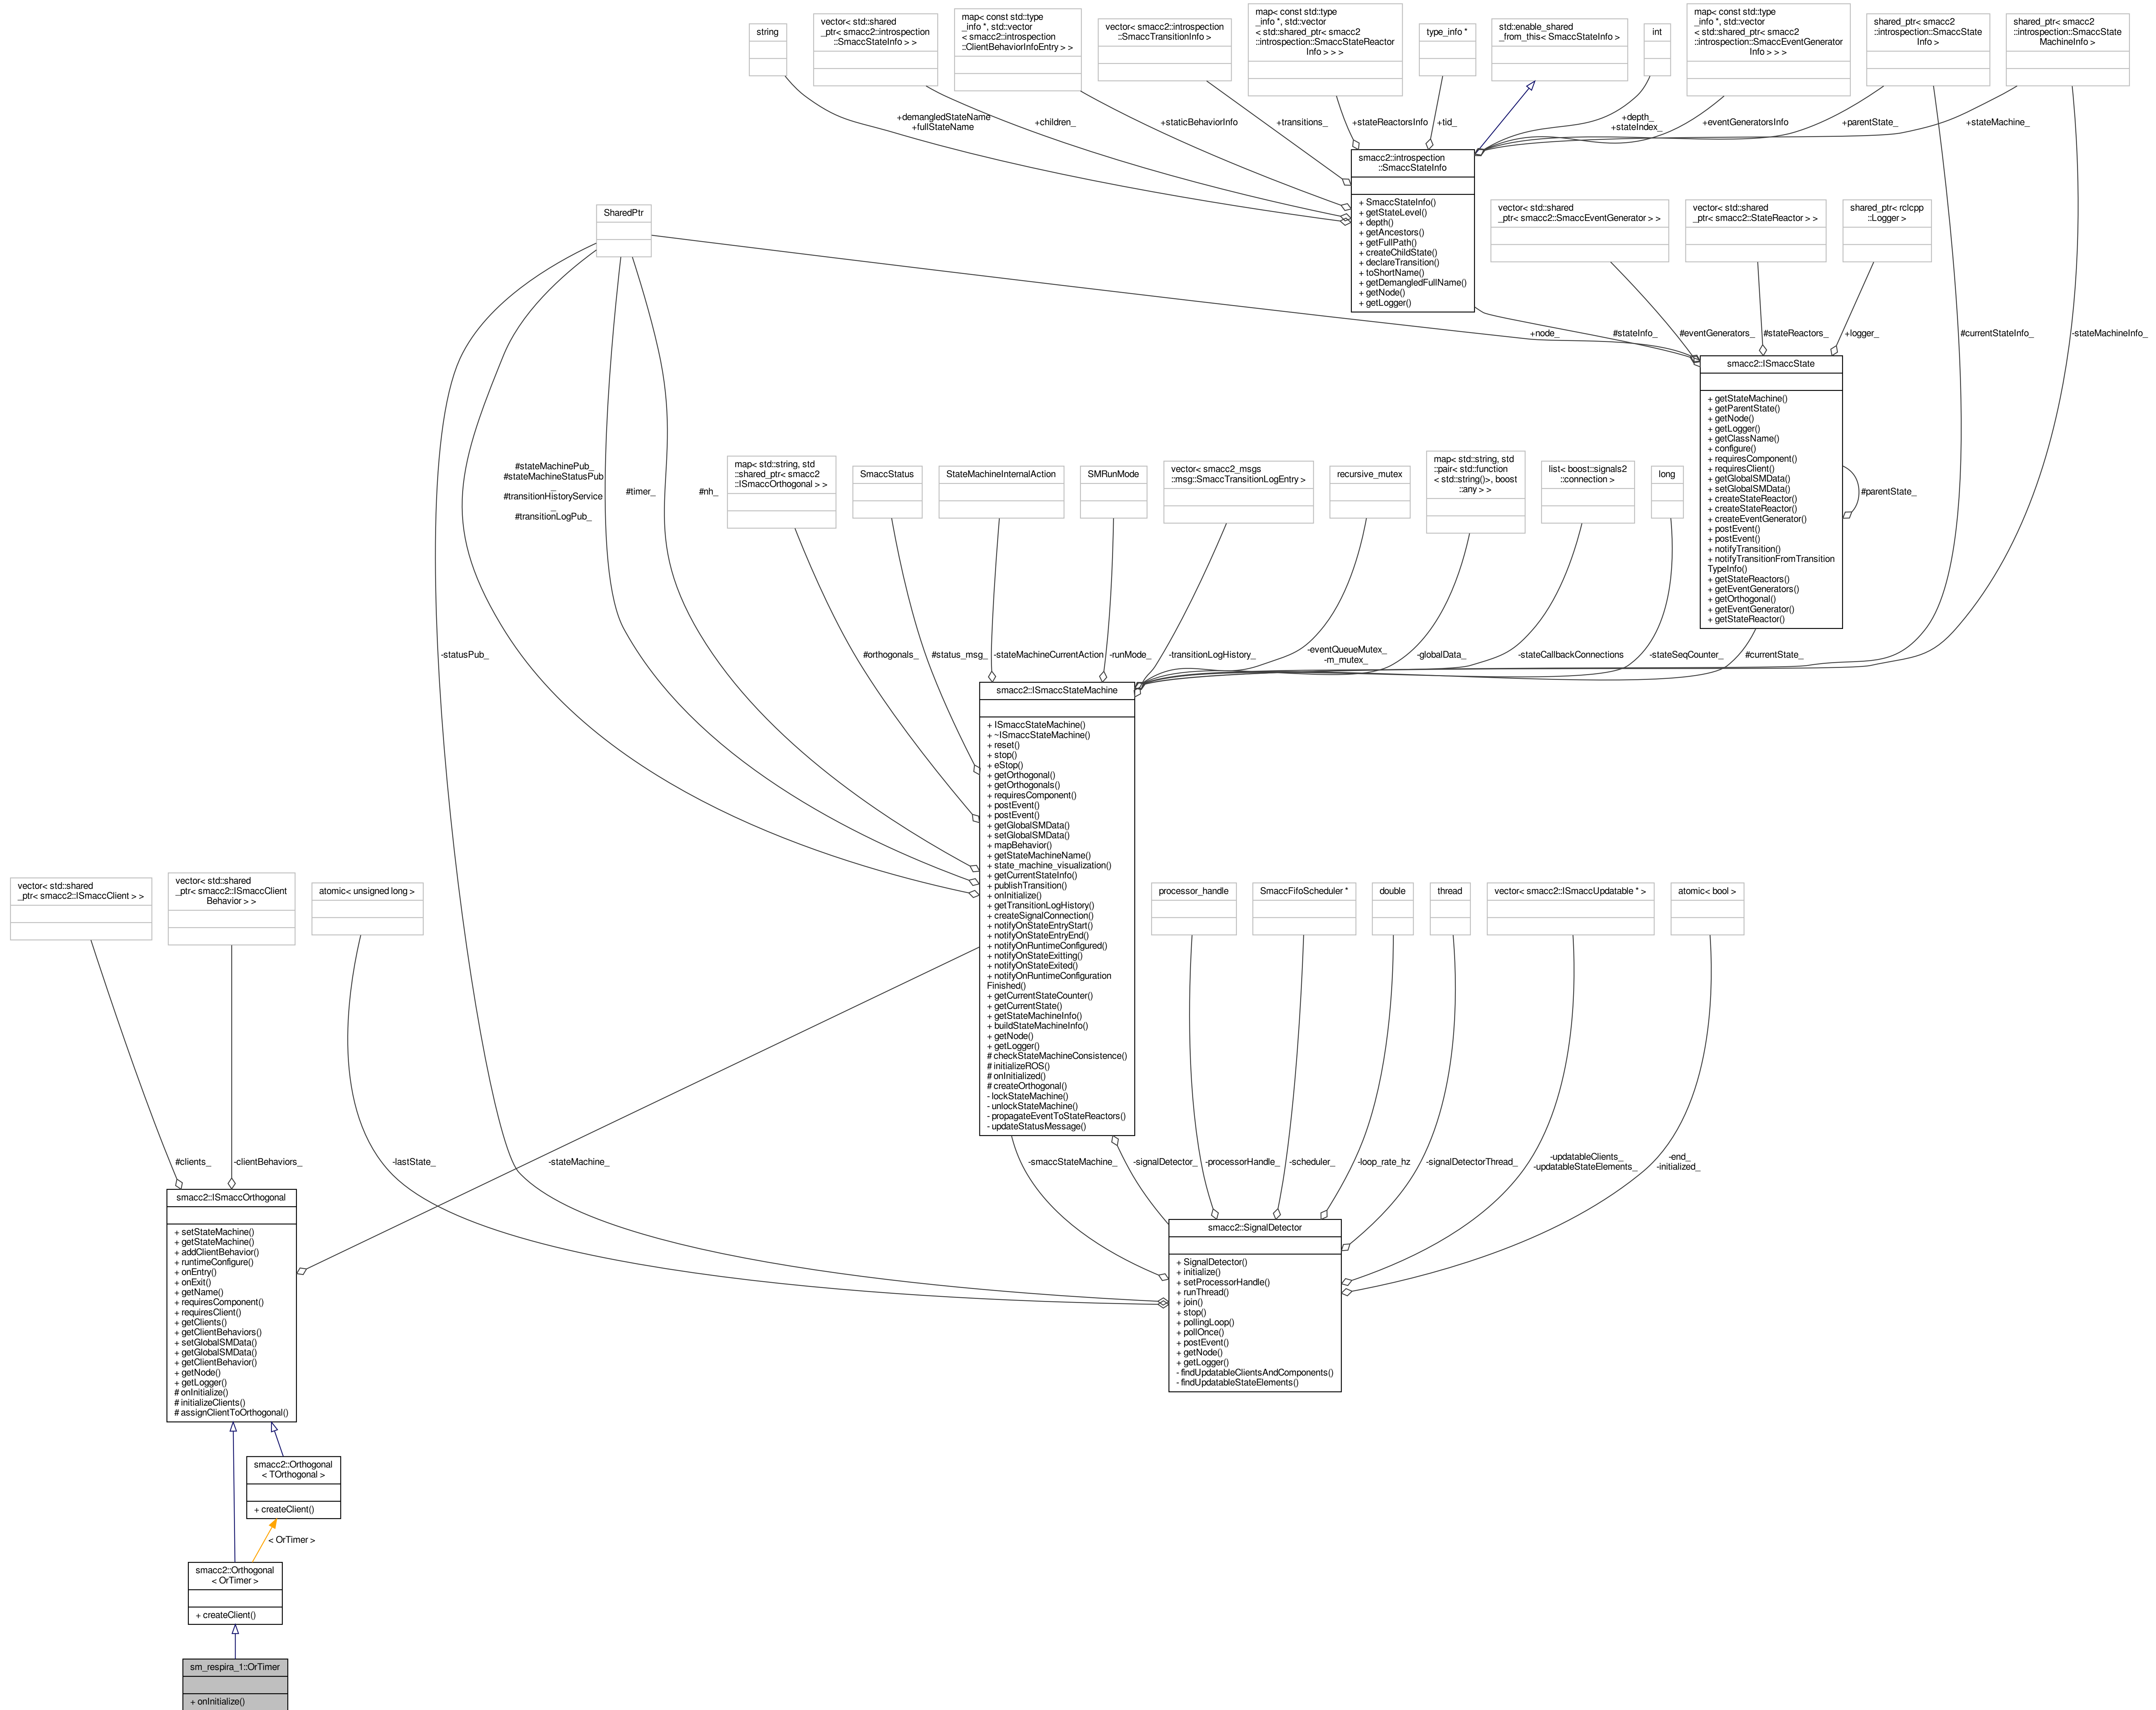 string
vector< std::shared
_ptr< smacc2::introspection
::SmaccStateInfo > >
map< const std::type
_info *, std::vector
< smacc2::introspection
::ClientBehaviorInfoEntry > >
vector< smacc2::introspection
::SmaccTransitionInfo >
map< const std::type
_info *, std::vector
< std::shared_ptr< smacc2
::introspection::SmaccStateReactor
Info > > >
type_info *
std::enable_shared
_from_this< SmaccStateInfo >
int
map< const std::type
_info *, std::vector
< std::shared_ptr< smacc2
::introspection::SmaccEventGenerator
Info > > >
shared_ptr< smacc2
::introspection::SmaccState
Info >
shared_ptr< smacc2
::introspection::SmaccState
MachineInfo >
+demangledStateName
+fullStateName
+children_
+staticBehaviorInfo
+transitions_
+stateReactorsInfo
+tid_
+depth_
+stateIndex_
+eventGeneratorsInfo
+parentState_
+stateMachine_
smacc2::introspection
::SmaccStateInfo
+ SmaccStateInfo()
+ getStateLevel()
+ depth()
+ getAncestors()
+ getFullPath()
+ createChildState()
+ declareTransition()
+ toShortName()
+ getDemangledFullName()
+ getNode()
+ getLogger()
SharedPtr
vector< std::shared
_ptr< smacc2::SmaccEventGenerator > >
vector< std::shared
_ptr< smacc2::StateReactor > >
shared_ptr< rclcpp
::Logger >
+node_
#stateInfo_
#eventGenerators_
#stateReactors_
+logger_
#currentStateInfo_
-stateMachineInfo_
smacc2::ISmaccState
+ getStateMachine()
+ getParentState()
+ getNode()
+ getLogger()
+ getClassName()
+ configure()
+ requiresComponent()
+ requiresClient()
+ getGlobalSMData()
+ setGlobalSMData()
+ createStateReactor()
+ createStateReactor()
+ createEventGenerator()
+ postEvent()
+ postEvent()
+ notifyTransition()
+ notifyTransitionFromTransition
TypeInfo()
+ getStateReactors()
+ getEventGenerators()
+ getOrthogonal()
+ getEventGenerator()
+ getStateReactor()
#parentState_
#stateMachinePub_
#stateMachineStatusPub
_
#transitionHistoryService
_
#transitionLogPub_
#timer_
#nh_
map< std::string, std
::shared_ptr< smacc2
::ISmaccOrthogonal > >
SmaccStatus
StateMachineInternalAction
SMRunMode
vector< smacc2_msgs
::msg::SmaccTransitionLogEntry >
recursive_mutex
map< std::string, std
::pair< std::function
< std::string()>, boost
::any > >
list< boost::signals2
::connection >
long
-statusPub_
#orthogonals_
#status_msg_
-stateMachineCurrentAction
-runMode_
-transitionLogHistory_
-eventQueueMutex_
-m_mutex_
-globalData_
-stateCallbackConnections
-stateSeqCounter_
#currentState_
smacc2::ISmaccStateMachine
+ ISmaccStateMachine()
+ ~ISmaccStateMachine()
+ reset()
+ stop()
+ eStop()
+ getOrthogonal()
+ getOrthogonals()
+ requiresComponent()
+ postEvent()
+ postEvent()
+ getGlobalSMData()
+ setGlobalSMData()
+ mapBehavior()
+ getStateMachineName()
+ state_machine_visualization()
+ getCurrentStateInfo()
+ publishTransition()
+ onInitialize()
+ getTransitionLogHistory()
+ createSignalConnection()
+ notifyOnStateEntryStart()
+ notifyOnStateEntryEnd()
+ notifyOnRuntimeConfigured()
+ notifyOnStateExitting()
+ notifyOnStateExited()
+ notifyOnRuntimeConfiguration
Finished()
+ getCurrentStateCounter()
+ getCurrentState()
+ getStateMachineInfo()
+ buildStateMachineInfo()
+ getNode()
+ getLogger()
# checkStateMachineConsistence()
# initializeROS()
# onInitialized()
# createOrthogonal()
- lockStateMachine()
- unlockStateMachine()
- propagateEventToStateReactors()
- updateStatusMessage()
vector< std::shared
_ptr< smacc2::ISmaccClient > >
vector< std::shared
_ptr< smacc2::ISmaccClient
Behavior > >
atomic< unsigned long >
processor_handle
SmaccFifoScheduler *
double
thread
vector< smacc2::ISmaccUpdatable * >
atomic< bool >
#clients_
-clientBehaviors_
-lastState_
-stateMachine_
-smaccStateMachine_
-signalDetector_
-processorHandle_
-scheduler_
-loop_rate_hz
-signalDetectorThread_
-updatableClients_
-updatableStateElements_
-end_
-initialized_
smacc2::ISmaccOrthogonal
+ setStateMachine()
+ getStateMachine()
+ addClientBehavior()
+ runtimeConfigure()
+ onEntry()
+ onExit()
+ getName()
+ requiresComponent()
+ requiresClient()
+ getClients()
+ getClientBehaviors()
+ setGlobalSMData()
+ getGlobalSMData()
+ getClientBehavior()
+ getNode()
+ getLogger()
# onInitialize()
# initializeClients()
# assignClientToOrthogonal()
smacc2::SignalDetector
+ SignalDetector()
+ initialize()
+ setProcessorHandle()
+ runThread()
+ join()
+ stop()
+ pollingLoop()
+ pollOnce()
+ postEvent()
+ getNode()
+ getLogger()
- findUpdatableClientsAndComponents()
- findUpdatableStateElements()
smacc2::Orthogonal
< TOrthogonal >
+ createClient()
< OrTimer >
smacc2::Orthogonal
< OrTimer >
+ createClient()
sm_respira_1::OrTimer
+ onInitialize()